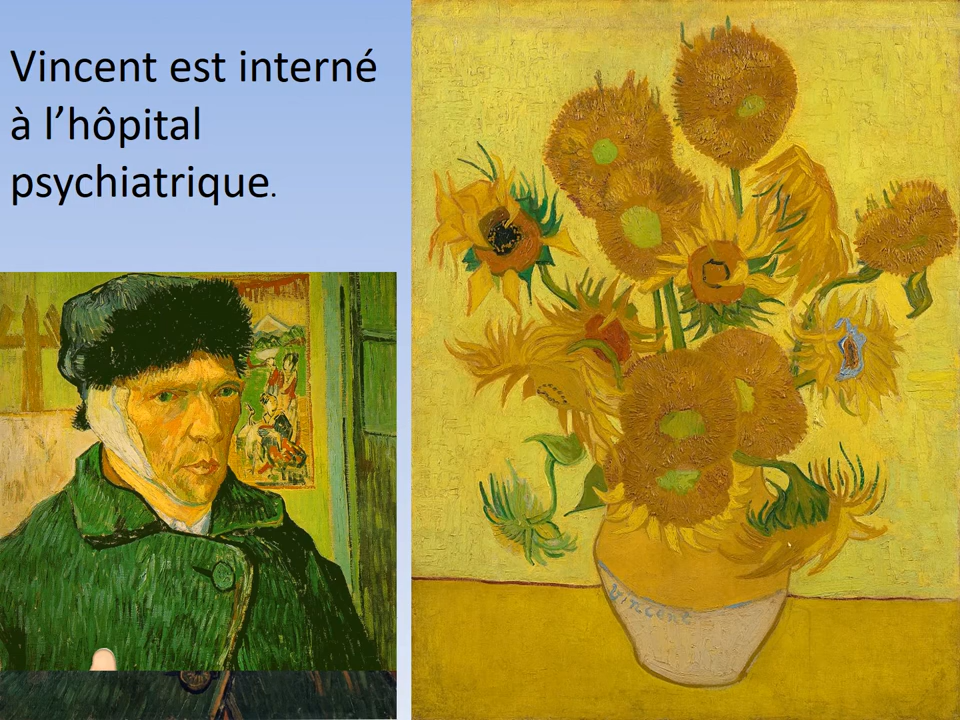 Vincent est interné
à l’hôpital
psychiatrique.
Vincent